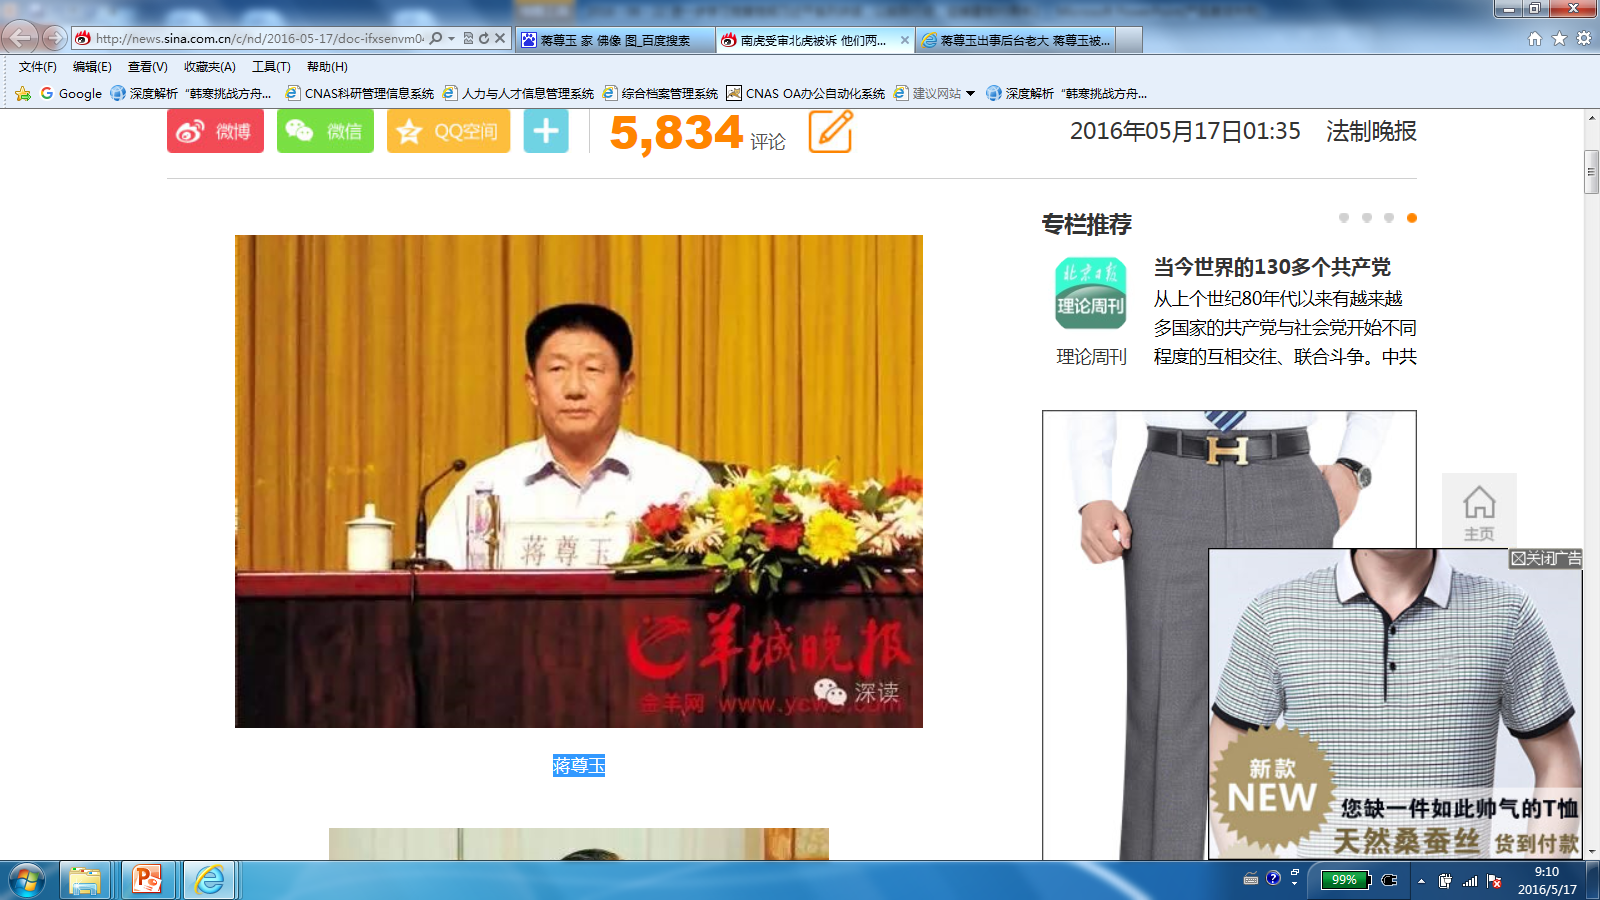 http://news.sina.com.cn/c/nd/2016-05-17/doc-ifxsenvm04
蒋尊玉 家 佛像 图_百度搜索
南虎受审北虎被诉 他们两...
蒋尊玉出事后台老大 蒋尊玉被...
文件(F) 编辑(E) 查看(V) 收藏夹(A) 工具(T) 帮助(H)
Google 深度解析“韩寒挑战方舟... CNAS科研管理信息系统 人力与人才信息管理系统 综合档案管理系统 CNAS OA办公自动化系统 建议网站 深度解析“韩寒挑战方舟...
微博 微信 QQ空间 5,834 评论 2016年05月17日01:35 法制晚报
专栏推荐
北京日报
理论周刊
理论周刊
当今世界的130多个共产党
从上个世纪80年代以来有越来越
多国家的共产党与社会党开始不同
程度的互相交往、联合斗争。中共
蒋尊玉
羊城晚报
深读
金羊网 www.ycwb.com
蒋尊玉
主页
关闭广告
新款
NEW
您缺一件如此帅气的T恤
天然桑蚕丝 货到付款
99%
9:10
2016/5/17